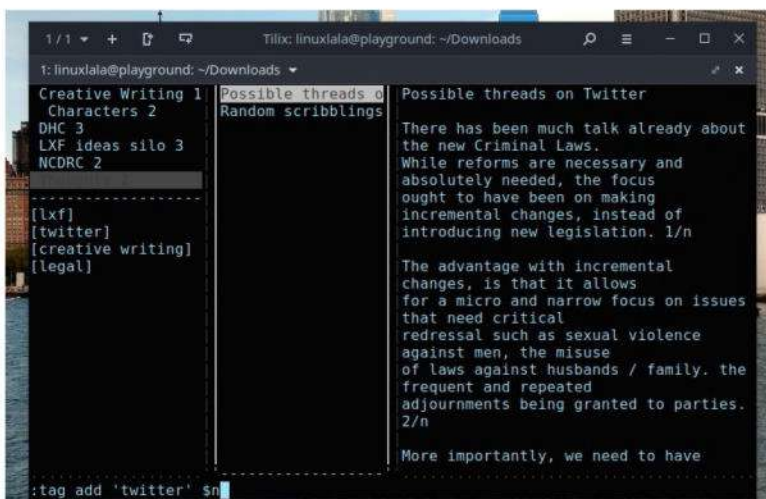 1/1
Tilix: linuxlala@playground: ~/Downloads
1: linuxlala@playground: ~/Downloads
Creative Writing 1
Characters 2
DHC 3
LXF ideas silo 3
NCDRC 2
[lxf]
[twitter]
[creative writing]
[legal]
Possible threads o
Random scribblings
Possible threads on Twitter
There has been much talk already about
the new Criminal Laws.
While reforms are necessary and
absolutely needed, the focus
ought to have been on making
incremental changes, instead of
introducing new legislation. 1/n
The advantage with incremental
changes, is that it allows
for a micro and narrow focus on issues
that need critical
redressal such as sexual violence
against men, the misuse
of laws against husbands / family. the
frequent and repeated
adjournments being granted to parties.
2/n
More importantly, we need to have
:tag add 'twitter' $n